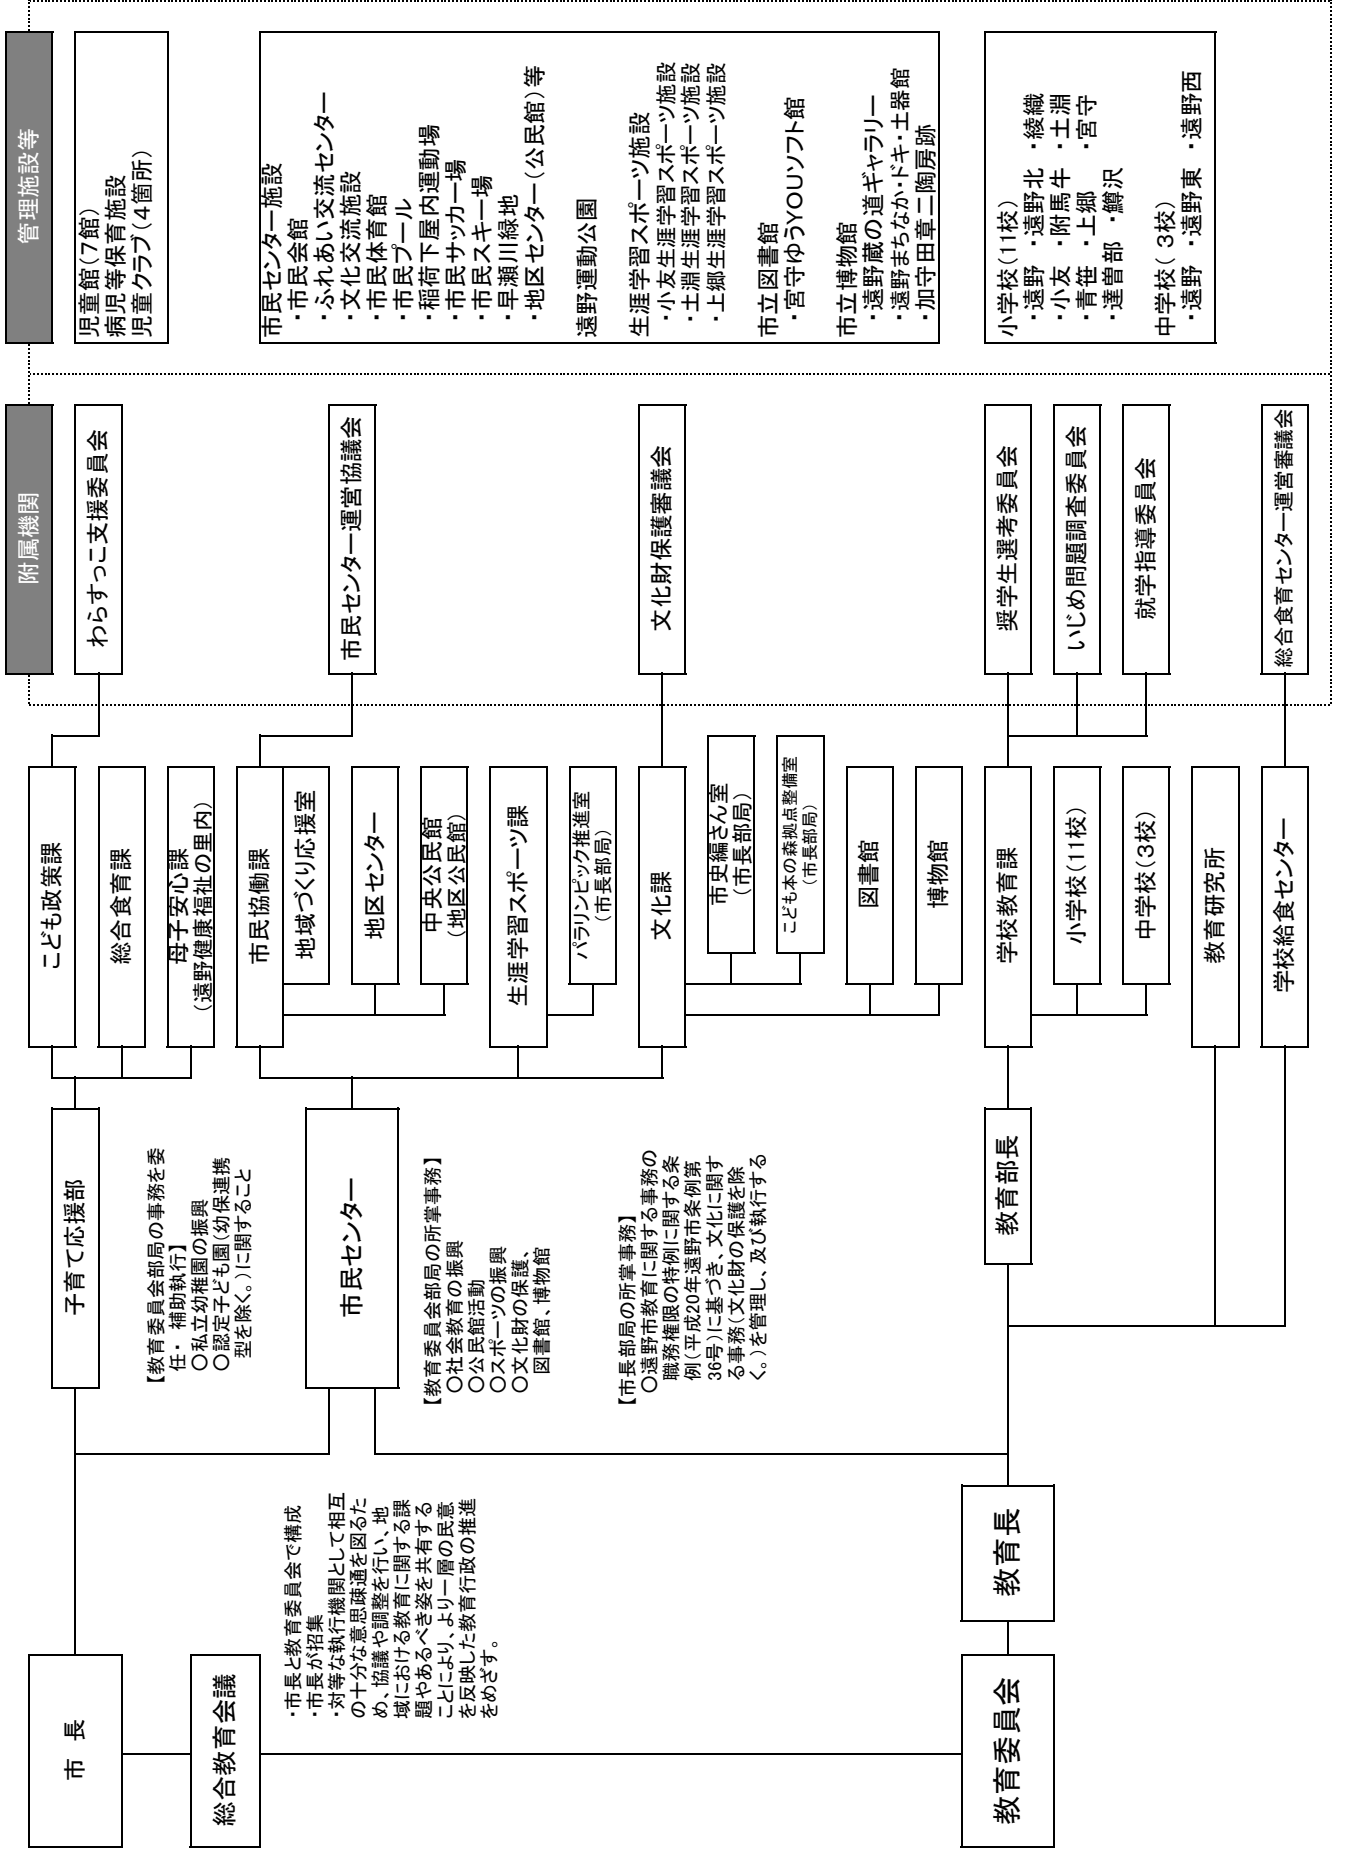 市　長
総合教育会議
・市長と教育委員会で構成
・市長が招集
・対等な執行機関として相互
の十分な意思疎通を図るた
め、協議や調整を行い、地
域における教育に関する課
題やあるべき姿を共有する
ことにより、より一層の民意
を反映した教育行政の推進
をめざす。
教育委員会
教育長
子育て応援部
【教育委員会部局の事務を委
任・ 補助執行】
〇私立幼稚園の振興
〇認定子ども園(幼保連携
型を除く。)に関すること
市民センター
【教育委員会部局の所掌事務】
〇社会教育の振興
〇公民館活動
〇スポーツの振興
〇文化財の保護、
図書館、博物館
【市長部局の所掌事務】
〇遠野市教育に関する事務の
職務権限の特例に関する条
例(平成20年遠野市条例第
36号)に基づき、文化に関す
る事務(文化財の保護を除
く。)を管理し、及び執行する
教育部長
こども政策課
総合食育課
母子安心課
(遠野健康福祉の里内)
市民協働課
地域づくり応援室
地区センター
中央公民館
(地区公民館)
生涯学習スポーツ課
パラリンピック推進室
(市長部局)
文化課
市史編さん室
(市長部局)
こども本の森拠点整備室
(市長部局)
図書館
博物館
学校教育課
小学校(11校)
中学校(3校)
教育研究所
学校給食センター
附属機関
わらすっこ支援委員会
市民センター運営協議会
文化財保護審議会
奨学生選考委員会
いじめ問題調査委員会
就学指導委員会
総合食育センター運営審議会
管理施設等
児童館(7館)
病児等保育施設
児童クラブ(4箇所)
市民センター施設
・市民会館
・ふれあい交流センター
・文化交流施設
・市民体育館
・市民プール
・稲荷下屋内運動場
・市民サッカー場
・市民スキー場
・早瀬川緑地
・地区センター(公民館)等
遠野運動公園
生涯学習スポーツ施設
・小友生涯学習スポーツ施設
・土淵生涯学習スポーツ施設
・上郷生涯学習スポーツ施設
市立図書館
・宮守ゆうYOUソフト館
市立博物館
・遠野蔵の道ギャラリー
・遠野まちなか・ドキ・土器館
・加守田章二陶房跡
小学校(11校)
・遠野　・遠野北　・綾織
・小友　・附馬牛　・土淵
・青笹　・上郷　・宮守
・達曽部　・鱒沢
中学校( 3校)
・遠野　・遠野東　・遠野西